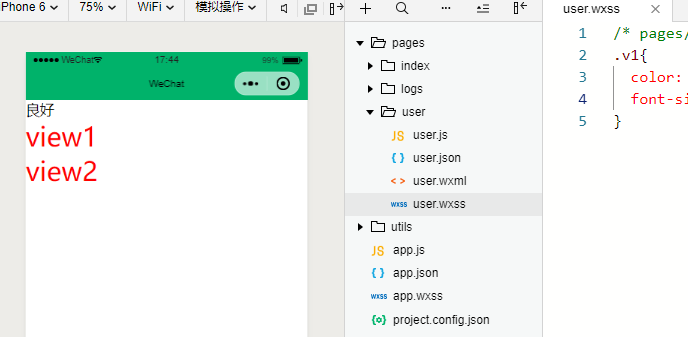 iPhone 6 75% WiFi 模拟操作
WeChat 17:44 99%
WeChat
良好
view1
view2
pages
index
logs
user
JS user.js
{ } user.json
< > user.wxml
wxss user.wxss
utils
JS app.js
{ } app.json
wxss app.wxss
project.config.json
user.wxss
1 /* pages/
2 .v1{
3 color:
4 font-si
5 }